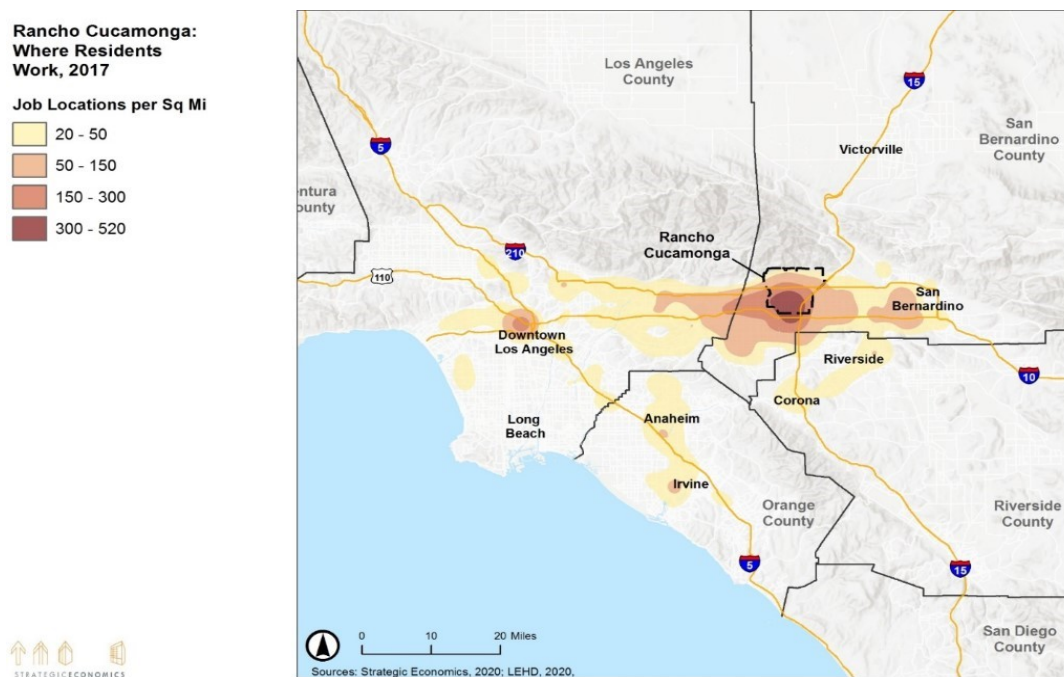 Rancho Cucamonga:
Where Residents
Work, 2017
Job Locations per Sq Mi
20 - 50
50 - 150
150 - 300
300 - 520
STRATEGICECONOMICS
Los Angeles
County
15
San
Bernardino
County
Victorville
5
entura
ounty
210
Rancho
Cucamonga
110
San
Bernardino
Downtown
Los Angeles
Riverside
10
Corona
Anaheim
Long
Beach
Irvine
Orange
County
Riverside
County
5
15
San Diego
County
0 10 20 Miles
Sources: Strategic Economics, 2020; LEHD, 2020,